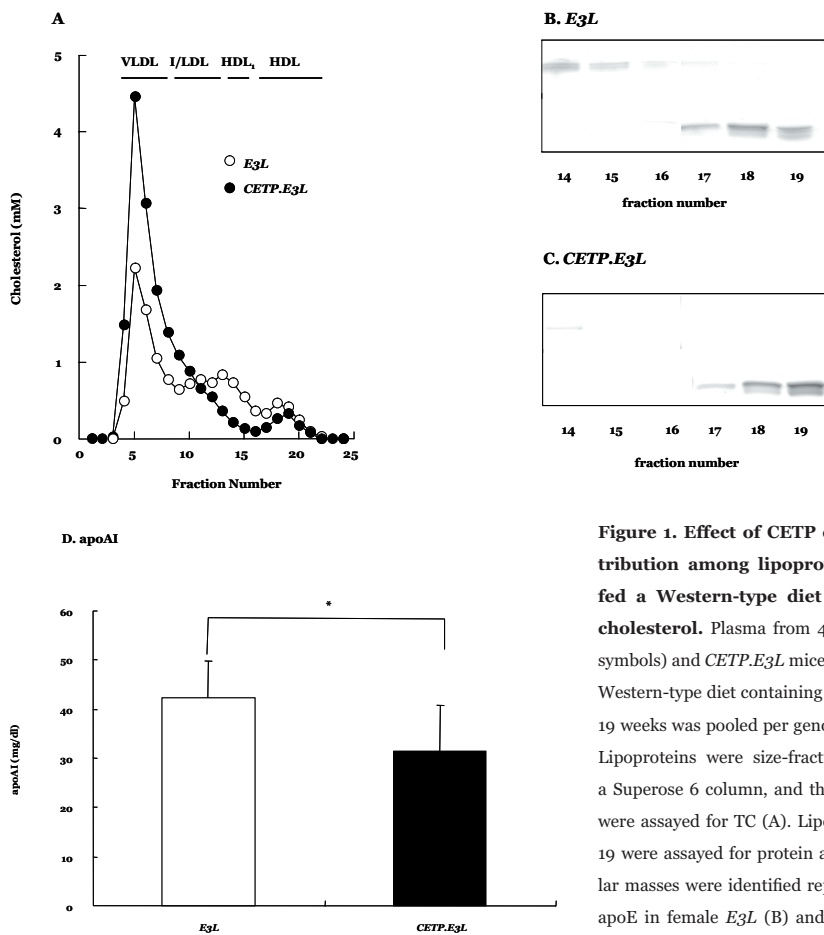 A
VLDL I/LDL HDL₁ HDL
5
4
3
2
1
0
Cholesterol (mM)
E3L
CETP.E3L
0 5 10 15 20 25
Fraction Number
B. E3L
14 15 16 17 18 19
fraction number
C. CETP.E3L
14 15 16 17 18 19
fraction number
D. apoAI
*
60
50
40
30
20
10
0
apoAI (mg/dl)
E3L CETP.E3L
Figure 1. Effect of CETP
tribution among lipopro
fed a Western-type diet
cholesterol. Plasma from 4
symbols) and CETP.E3L mice
Western-type diet containing
19 weeks was pooled per geno
Lipoproteins were size-fract
a Superose 6 column, and th
were assayed for TC (A). Lipo
19 were assayed for protein a
lar masses were identified rep
apoE in female E3L (B) and